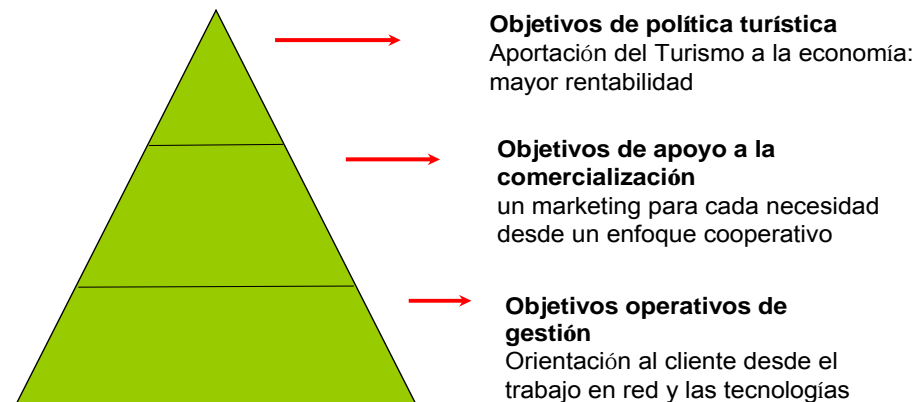 Objetivos de política turística
Aportación del Turismo a la economía:
mayor rentabilidad
Objetivos de apoyo a la
comercialización
un marketing para cada necesidad
desde un enfoque cooperativo
Objetivos operativos de
gestión
Orientación al cliente desde el
trabajo en red y las tecnologías